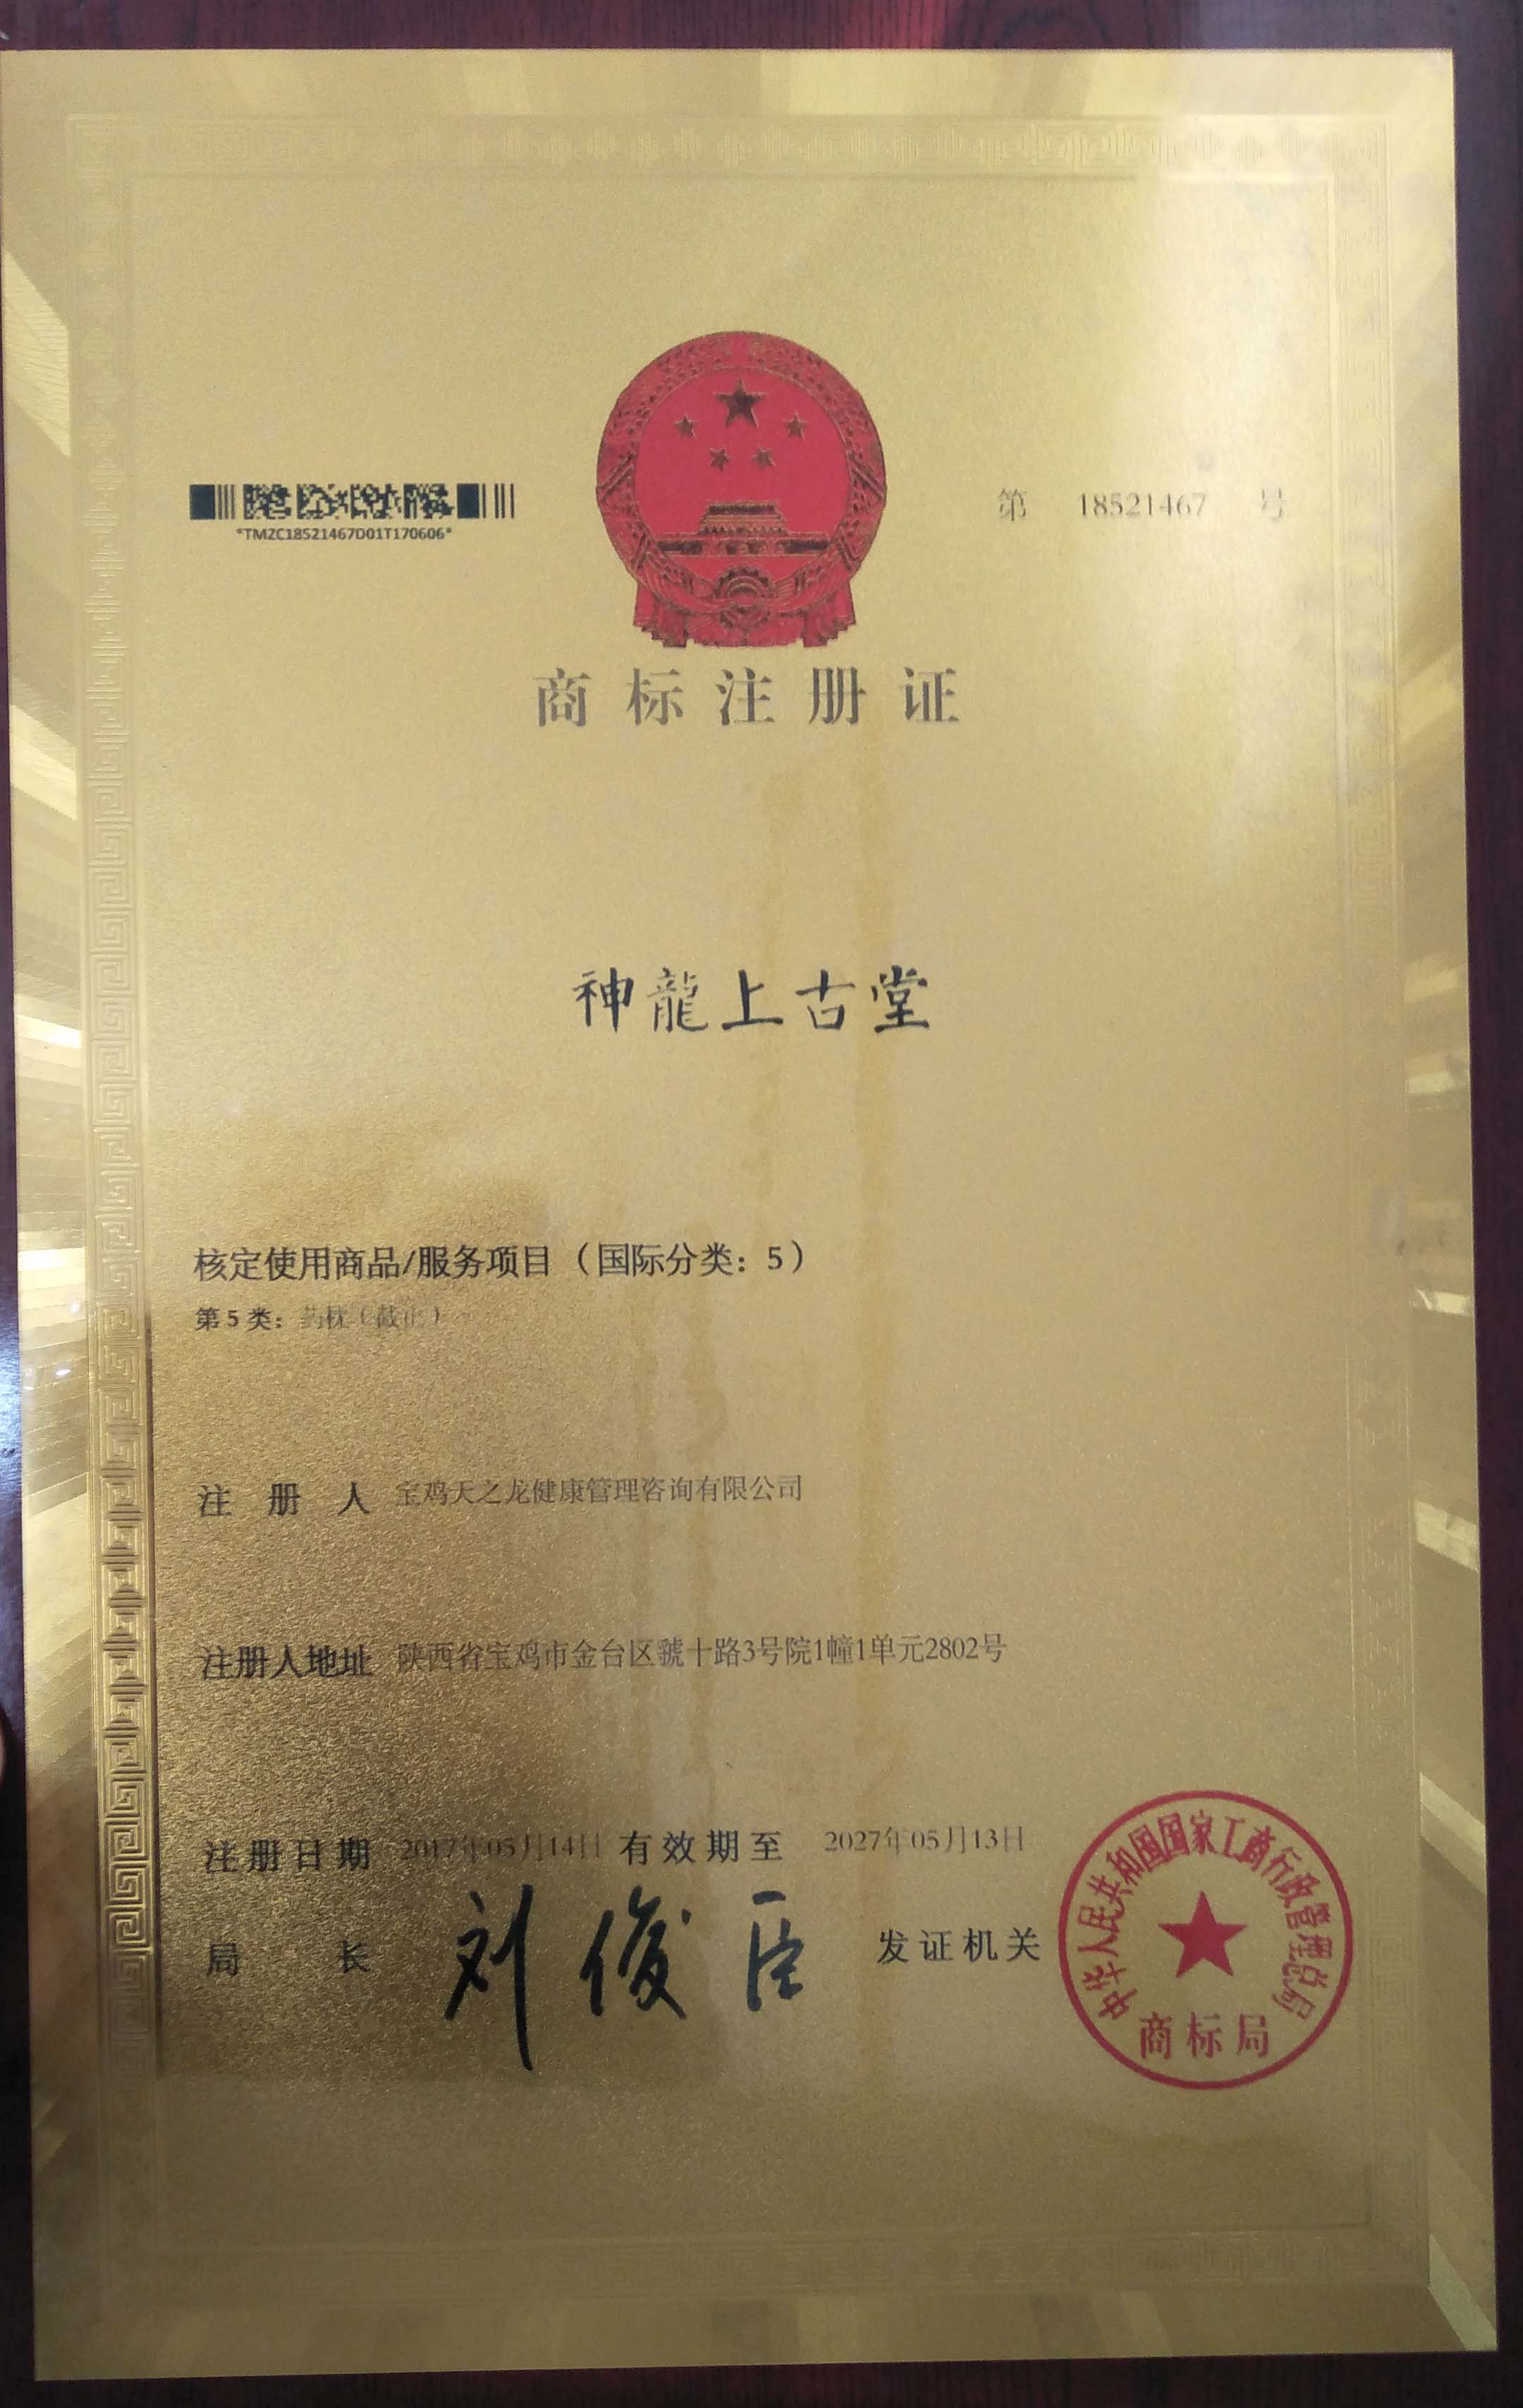 *TMZC18521467D01T170606*
第 18521467 号
商标注册证
神龍上古堂
核定使用商品/服务项目（国际分类：5）
第5类：药枕（截止）
注册人 宝鸡天之龙健康管理咨询有限公司
注册人地址 陕西省宝鸡市金台区虢十路3号院1幢1单元2802号
注册日期 2017年05月14日 有效期至 2027年05月13日
局长 刘俊臣 发证机关
中华人民共和国国家工商行政管理总局
商标局